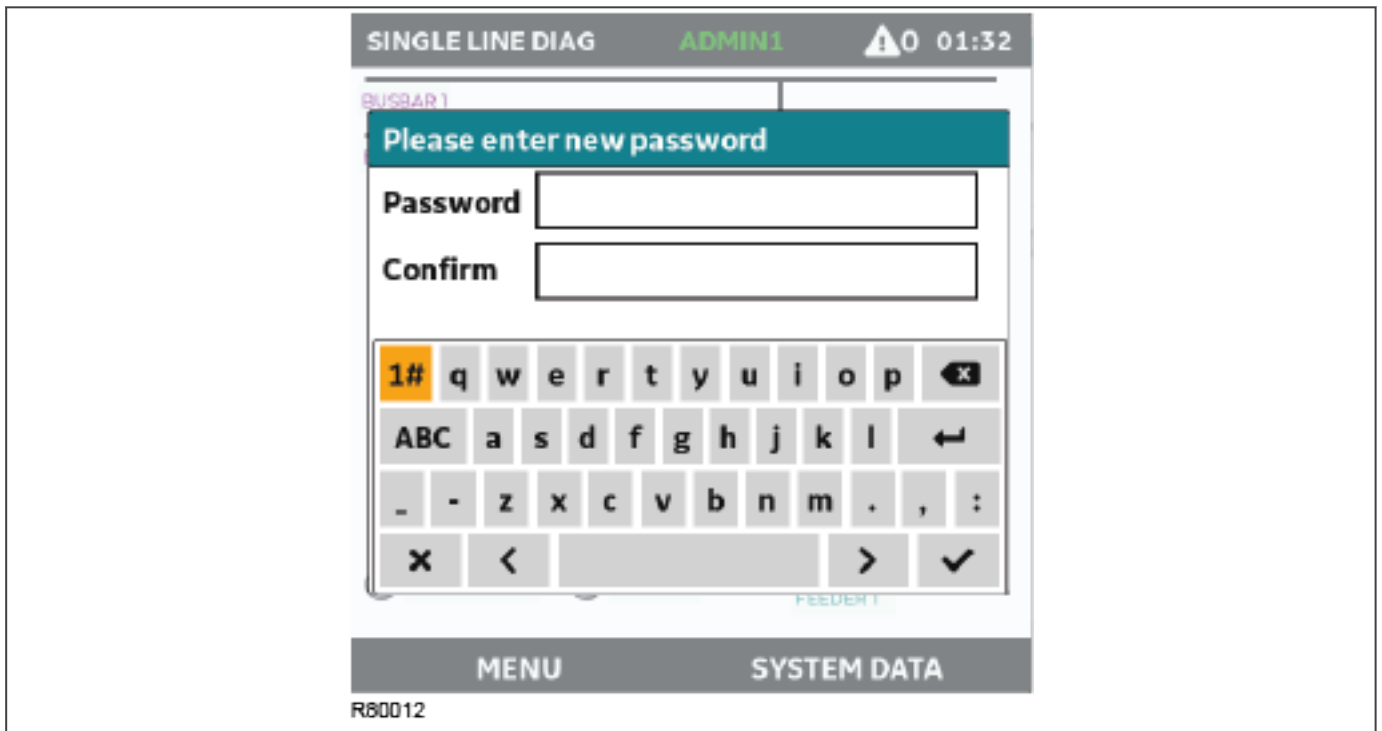 SINGLE LINE DIAG ADMIN1 0 01:32
BUSBAR 1
Please enter new password
Password
Confirm
1# q w e r t y u i o p
ABC a s d f g h j k l
_ - z x c v b n m . , :
FEEDER 1
MENU SYSTEM DATA
R80012